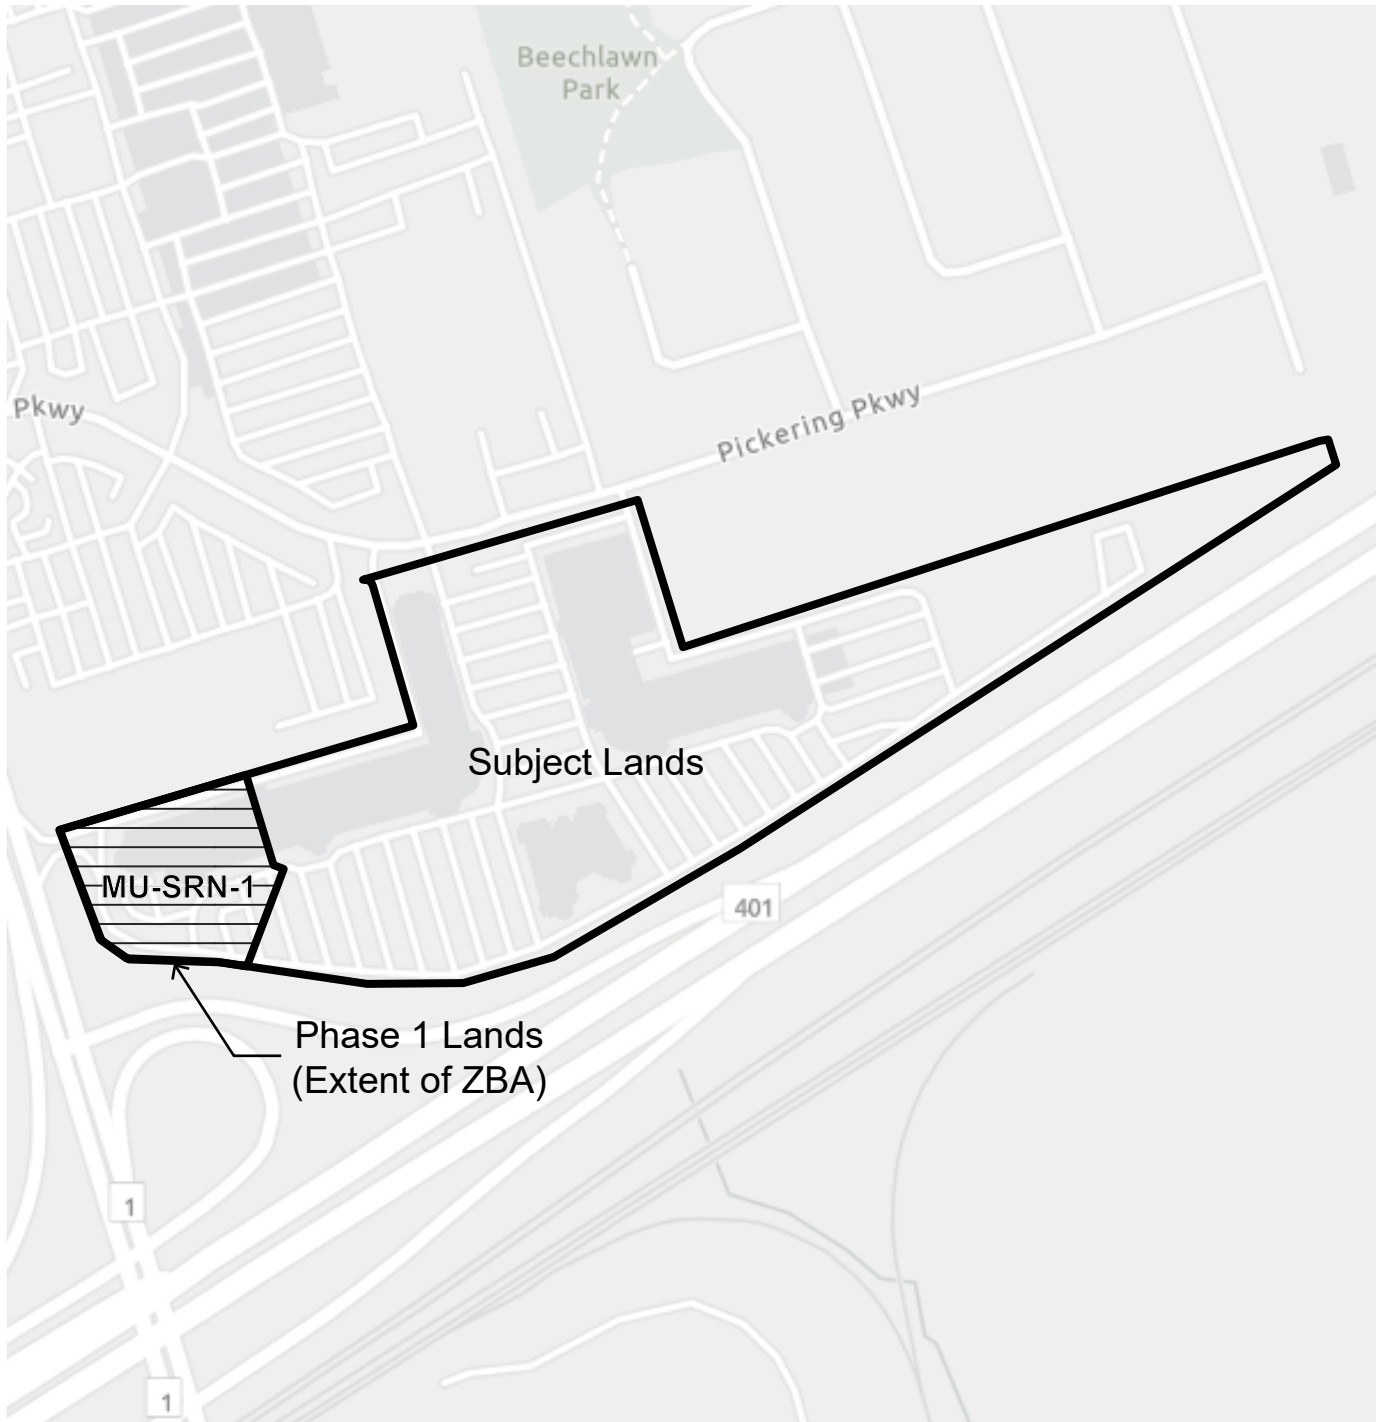 Beechlawn
Park
Pkwy
Pickering Pkwy
Subject Lands
MU-SRN-1
401
Phase 1 Lands
(Extent of ZBA)
1
1